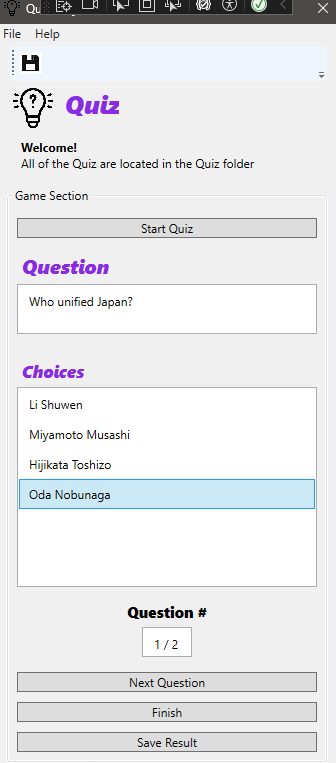 File Help
Quiz
Welcome!
All of the Quiz are located in the Quiz folder
Game Section
Start Quiz
Question
Who unified Japan?
Choices
Li Shuwen
Miyamoto Musashi
Hijikata Toshizo
Oda Nobunaga
Question #
1 / 2
Next Question
Finish
Save Result